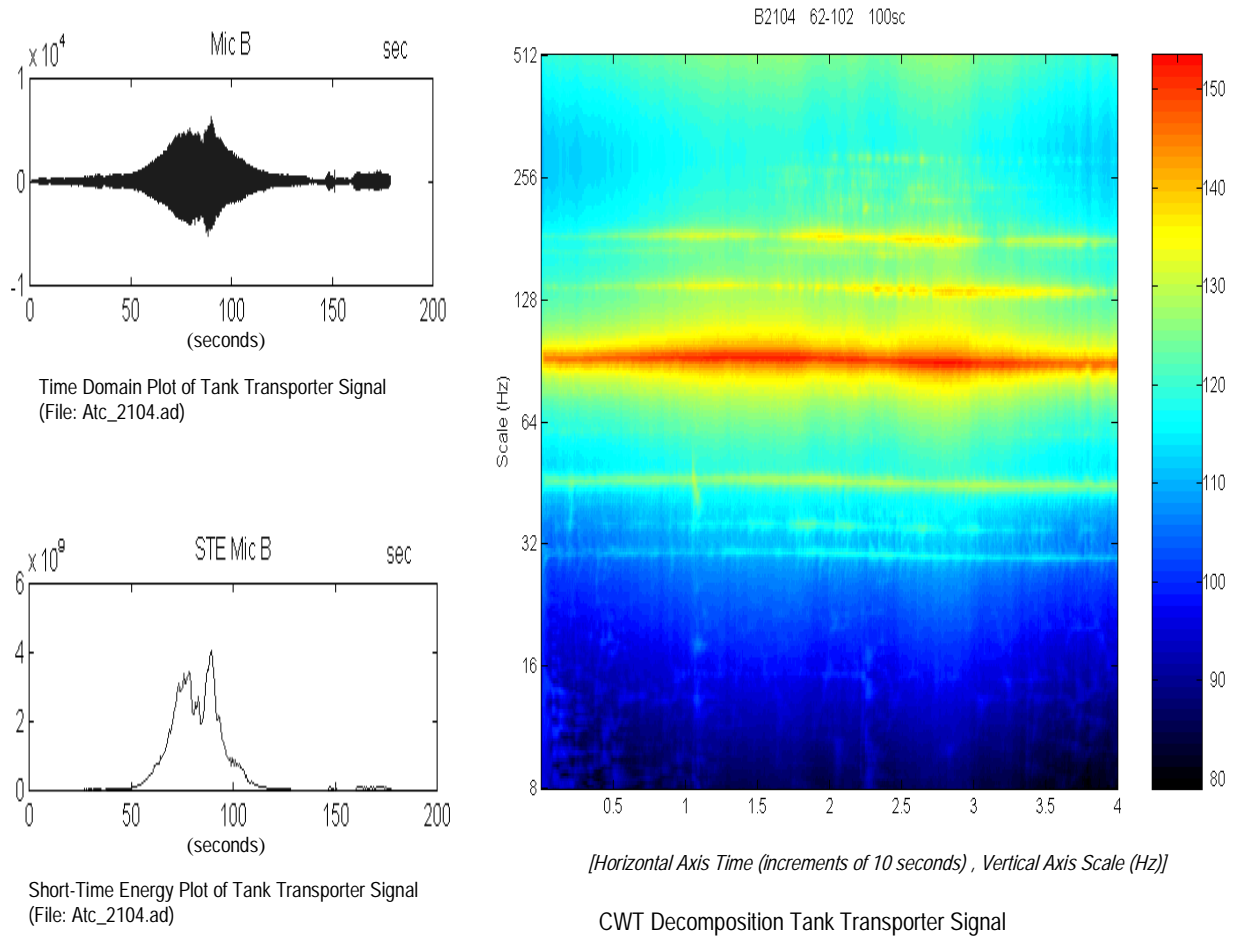 Mic B
sec
x 10^4
1
0
-1
0 50 100 150 200
(seconds)
Time Domain Plot of Tank Transporter Signal
(File: Atc_2104.ad)
STE Mic B
sec
x 10^9
6
4
2
0
0 50 100 150 200
(seconds)
Short-Time Energy Plot of Tank Transporter Signal
(File: Atc_2104.ad)
B2104 62-102 100sc
Scale (Hz)
512
256
128
64
32
16
8
0.5 1 1.5 2 2.5 3 3.5 4
150
140
130
120
110
100
90
80
[Horizontal Axis Time (increments of 10 seconds) , Vertical Axis Scale (Hz)]
CWT Decomposition Tank Transporter Signal